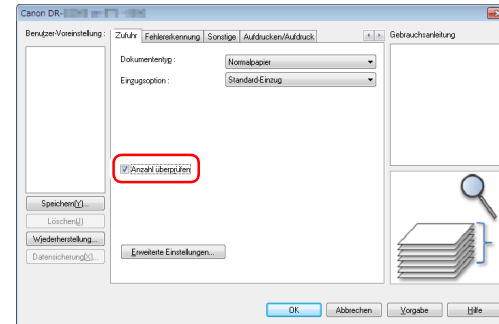 Canon DR-
Benutzer-Voreinstellung :
Zufuhr Fehlererkennung Sonstige Aufdrucken/Aufdruck
Gebrauchsanleitung
Dokumententyp : Normalpapier
Einzugsoption : Standard-Einzug
Anzahl überprüfen
Speichern(Y)...
Löschen(J)
Wiederherstellung...
Datensicherung(X)...
Erweiterte Einstellungen...
OK Abbrechen Vorgabe Hilfe